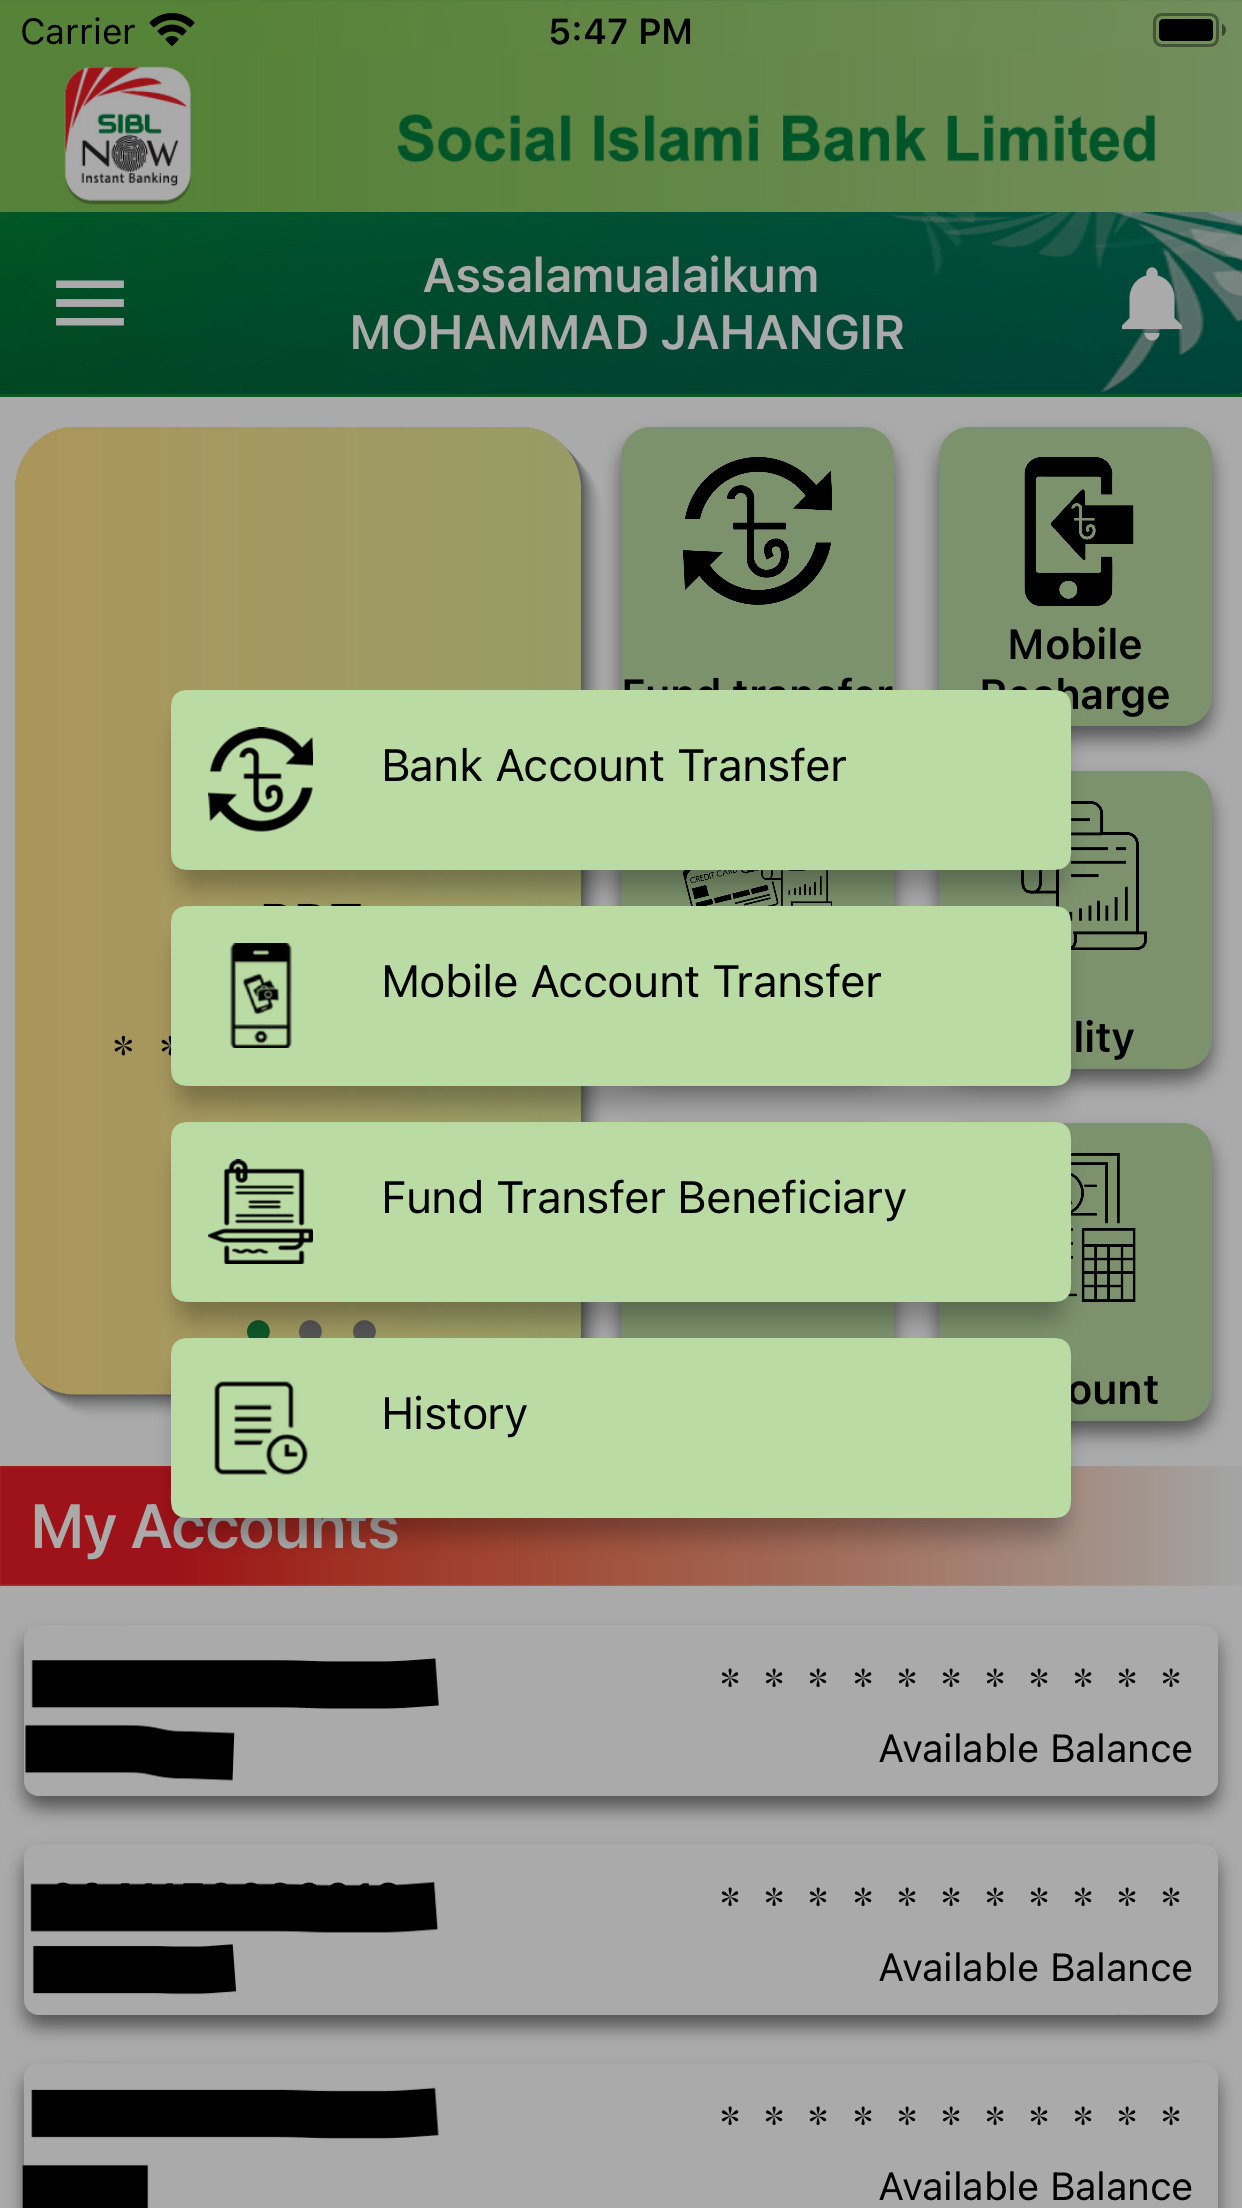 Carrier
5:47 PM
SIBL
NOW
Instant Banking
Social Islami Bank Limited
Assalamualaikum
MOHAMMAD JAHANGIR
Fund transfer
Mobile
Recharge
Bank Account Transfer
CREDIT CARD
Mobile Account Transfer
* *
lity
Fund Transfer Beneficiary
ount
History
My Accounts
* * * * * * * * * * *
Available Balance
* * * * * * * * * * *
Available Balance
* * * * * * * * * * *
Available Balance